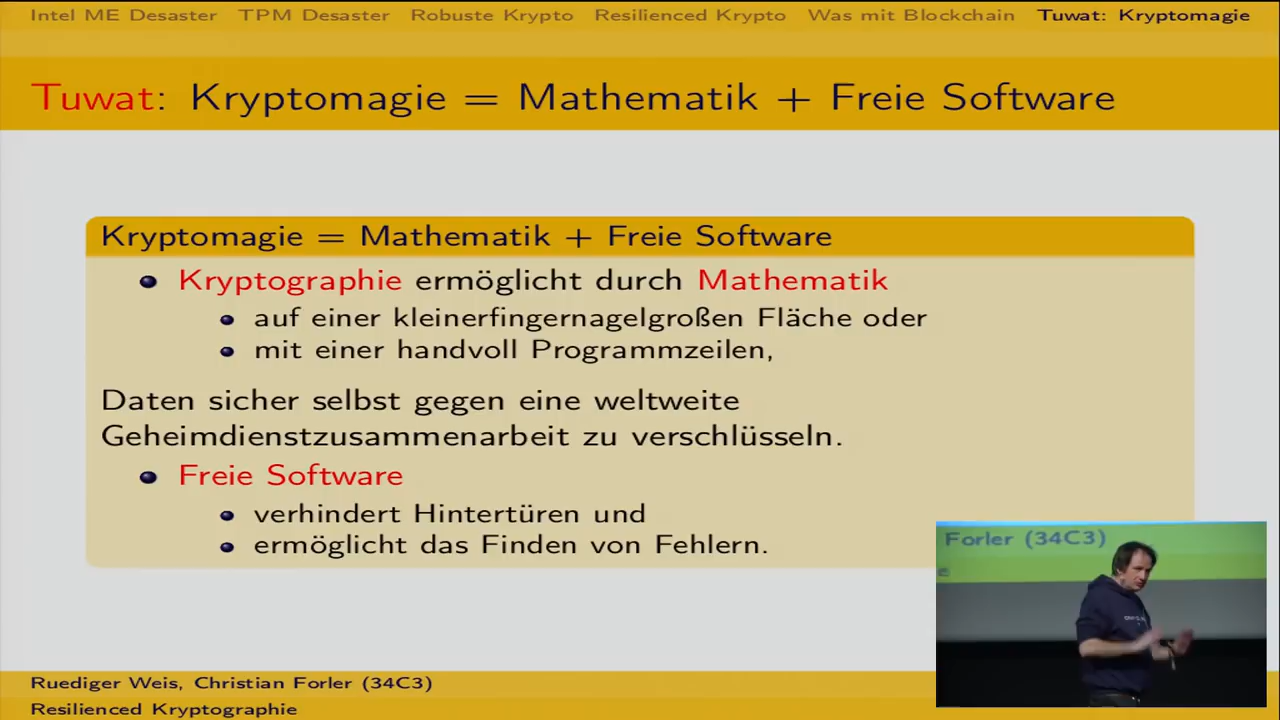 Intel ME Desaster TPM Desaster Robuste Krypto Resilienced Krypto Was mit Blockchain Tuwat: Kryptomagie
Tuwat: Kryptomagie = Mathematik + Freie Software
Kryptomagie = Mathematik + Freie Software
Kryptographie ermöglicht durch Mathematik
auf einer kleinerfingernagelgroßen Fläche oder
mit einer handvoll Programmzeilen,
Daten sicher selbst gegen eine weltweite
Geheimdienstzusammenarbeit zu verschlüsseln.
Freie Software
verhindert Hintertüren und
ermöglicht das Finden von Fehlern.
Forler (34C3)
Ruediger Weis, Christian Forler (34C3)
Resilienced Kryptographie